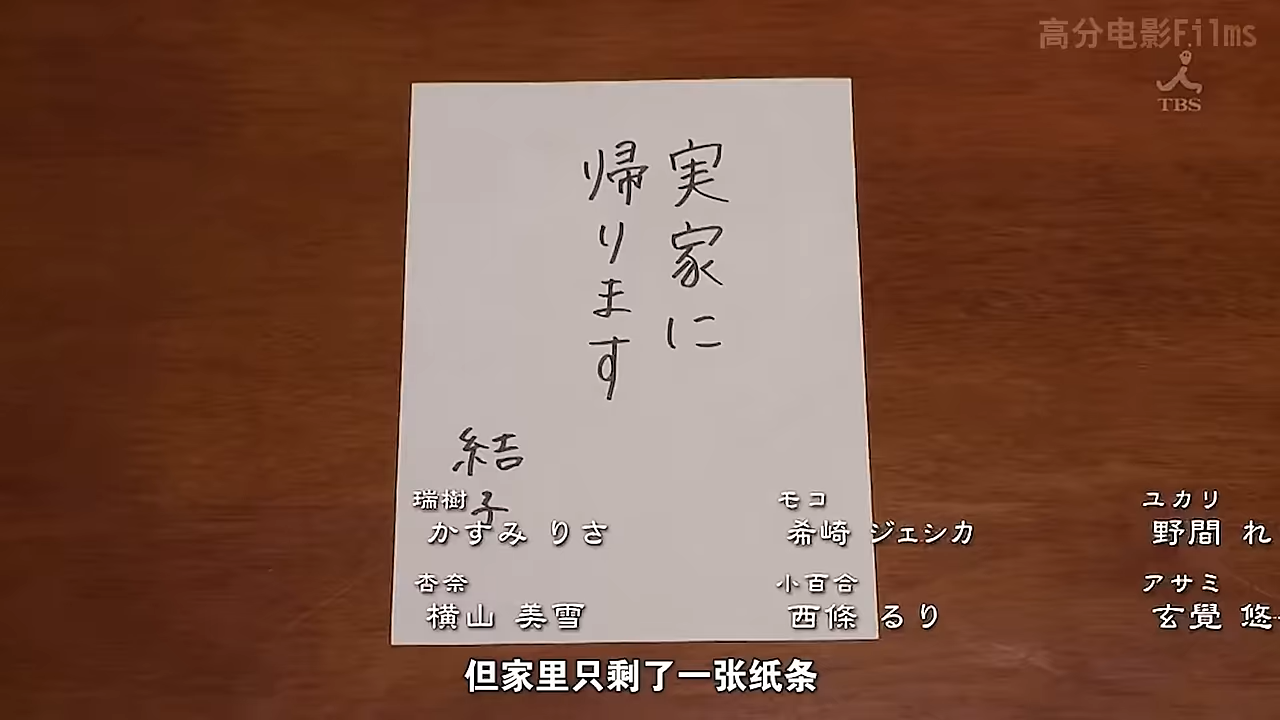 高分电影Films
TBS
実家に
帰ります
結子
瑞樹
かすみ りさ
モコ
希崎 ジェシカ
ユカリ
野間 れ
杏奈
横山 美雪
小百合
西條 るり
アサミ
玄覺 悠
但家里只剩了一张纸条